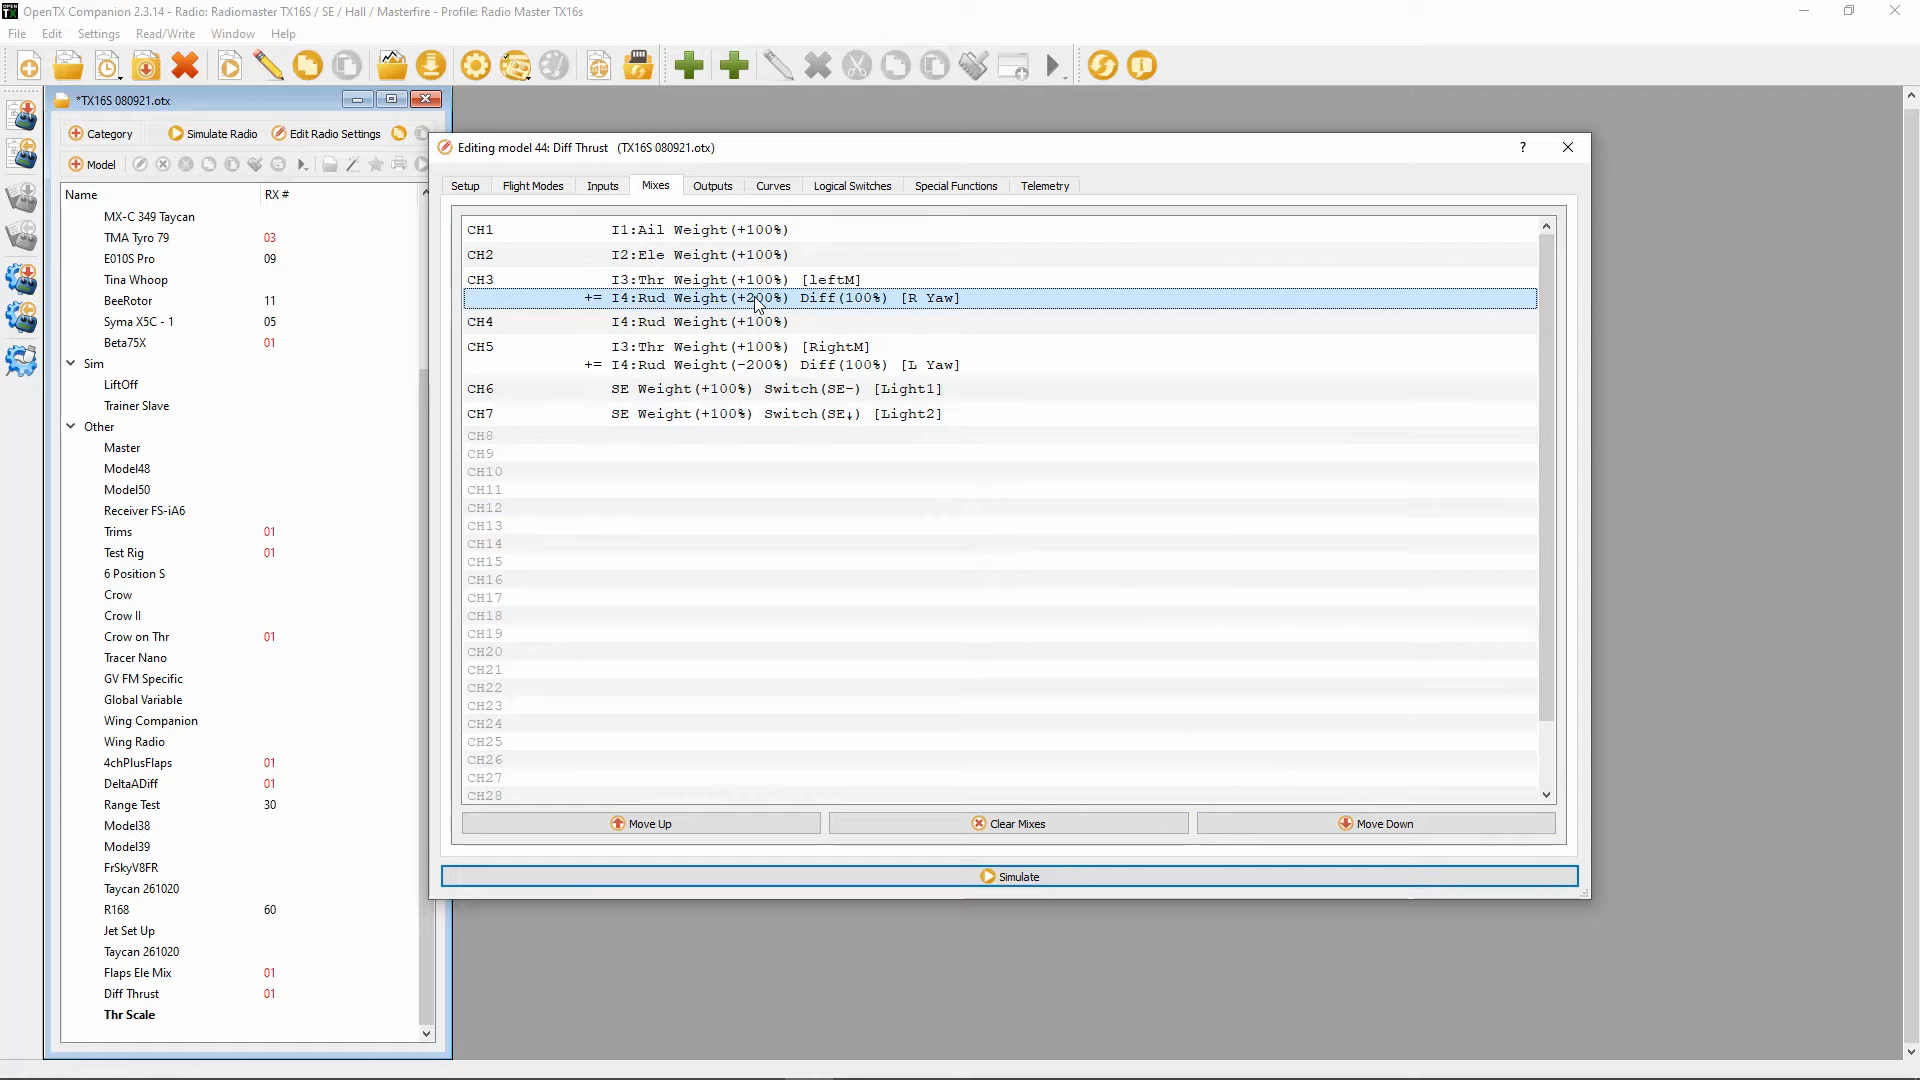 OpenTX Companion 2.3.14 - Radio: Radiomaster TX16S / SE / Hall / Masterfire - Profile: Radio Master TX16s
File Edit Settings Read/Write Window Help
*TX16S 080921.otx
Category Simulate Radio Edit Radio Settings
Model
Name RX #
MX-C 349 Taycan
TMA Tyro 79 03
E010S Pro 09
Tina Whoop
BeeRotor 11
Syma X5C - 1 05
Beta75X 01
Sim
LiftOff
Trainer Slave
Other
Master
Model48
Model50
Receiver FS-iA6
Trims 01
Test Rig 01
6 Position S
Crow
Crow II
Crow on Thr 01
Tracer Nano
GV FM Specific
Global Variable
Wing Companion
Wing Radio
4chPlusFlaps 01
DeltaADiff 01
Range Test 30
Model38
Model39
FrSkyV8FR
Taycan 261020
R168 60
Jet Set Up
Taycan 261020
Flaps Ele Mix 01
Diff Thrust 01
Thr Scale
Editing model 44: Diff Thrust (TX16S 080921.otx)
Setup Flight Modes Inputs Mixes Outputs Curves Logical Switches Special Functions Telemetry
CH1 I1:Ail Weight(+100%)
CH2 I2:Ele Weight(+100%)
CH3 I3:Thr Weight(+100%) [leftM]
+= I4:Rud Weight(+200%) Diff(100%) [R Yaw]
CH4 I4:Rud Weight(+100%)
CH5 I3:Thr Weight(+100%) [RightM]
+= I4:Rud Weight(-200%) Diff(100%) [L Yaw]
CH6 SE Weight(+100%) Switch(SE-) [Light1]
CH7 SE Weight(+100%) Switch(SE↓) [Light2]
CH8
CH9
CH10
CH11
CH12
CH13
CH14
CH15
CH16
CH17
CH18
CH19
CH20
CH21
CH22
CH23
CH24
CH25
CH26
CH27
CH28
Move Up Clear Mixes Move Down
Simulate